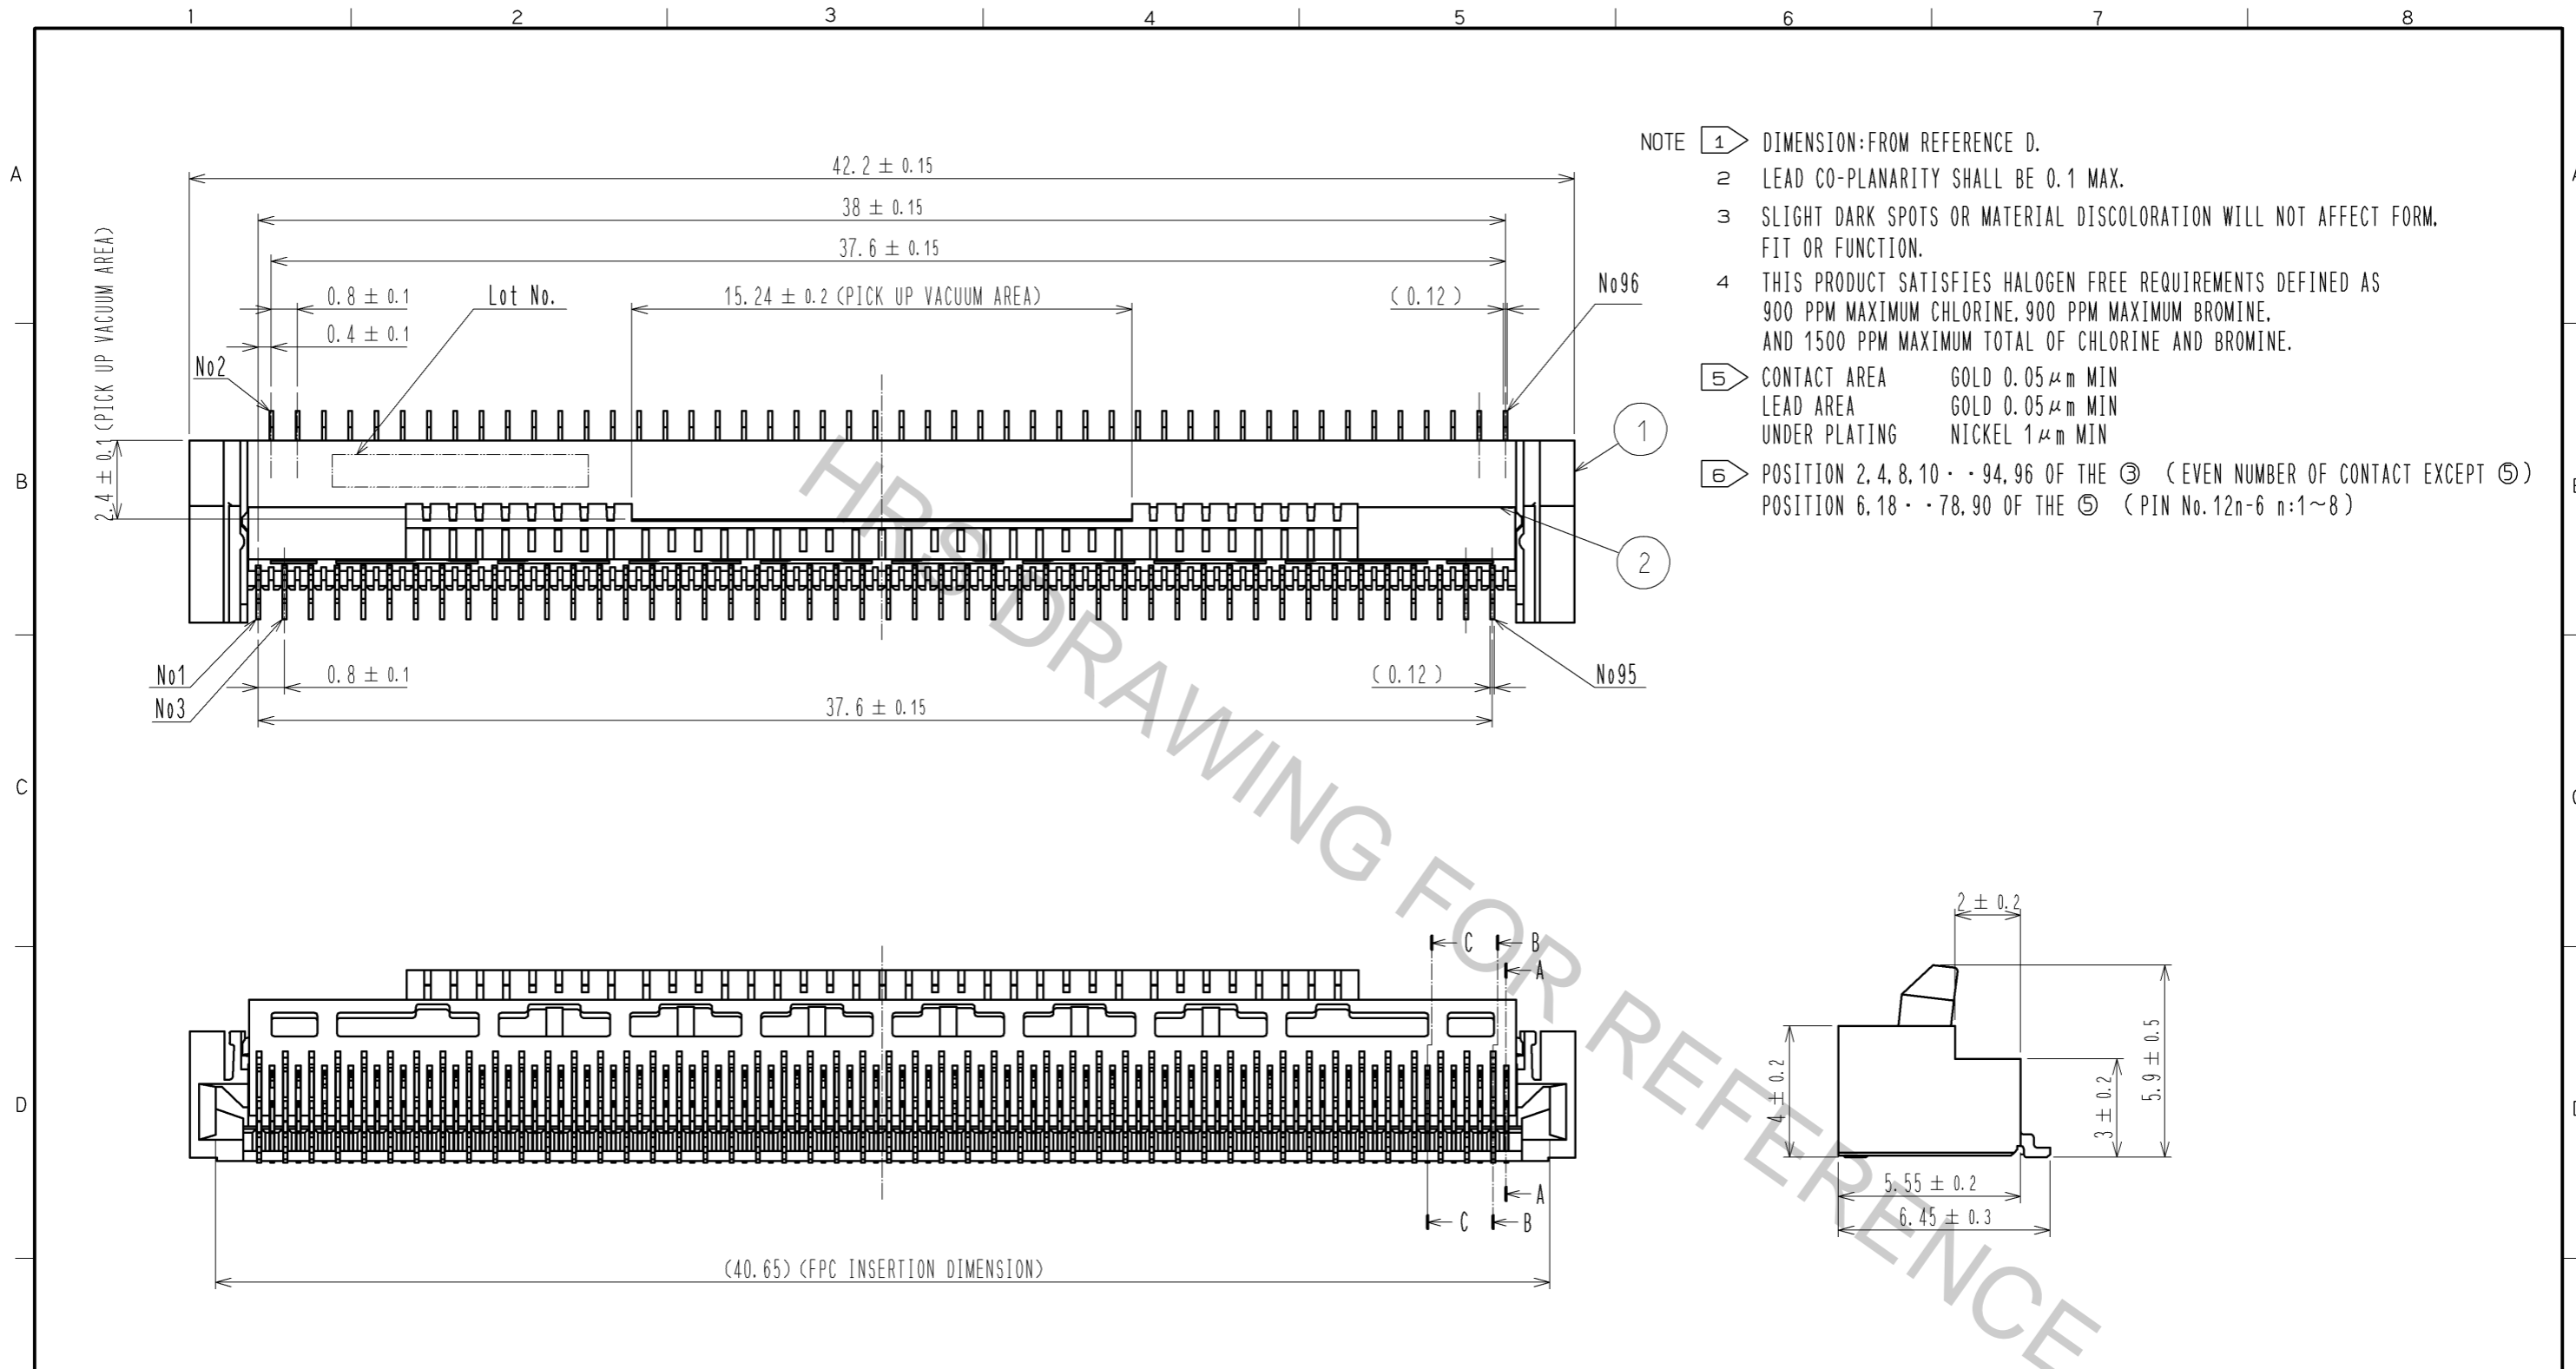 1 2 3 4 5 6 7 8
A
B
C
D
42.2 ± 0.15
38 ± 0.15
37.6 ± 0.15
0.8 ± 0.1
Lot No.
15.24 ± 0.2 (PICK UP VACUUM AREA)
( 0.12 )
No96
0.4 ± 0.1
No2
2.4 ± 0.1 (PICK UP VACUUM AREA)
1
2
No1
No3
0.8 ± 0.1
37.6 ± 0.15
( 0.12 )
No95
NOTE 1 DIMENSION:FROM REFERENCE D.
2 LEAD CO-PLANARITY SHALL BE 0.1 MAX.
3 SLIGHT DARK SPOTS OR MATERIAL DISCOLORATION WILL NOT AFFECT FORM,
FIT OR FUNCTION.
4 THIS PRODUCT SATISFIES HALOGEN FREE REQUIREMENTS DEFINED AS
900 PPM MAXIMUM CHLORINE, 900 PPM MAXIMUM BROMINE,
AND 1500 PPM MAXIMUM TOTAL OF CHLORINE AND BROMINE.
5 CONTACT AREA GOLD 0.05μm MIN
LEAD AREA GOLD 0.05μm MIN
UNDER PLATING NICKEL 1μm MIN
6 POSITION 2,4,8,10・・94,96 OF THE ③ (EVEN NUMBER OF CONTACT EXCEPT ⑤)
POSITION 6,18・・78,90 OF THE ⑤ (PIN No.12n-6 n:1~8)
HRS DRAWING FOR REFERENCE
C B
A
A
C B
(40.65) (FPC INSERTION DIMENSION)
2 ± 0.2
4 ± 0.2
3 ± 0.2
5.9 ± 0.5
5.55 ± 0.2
6.45 ± 0.3